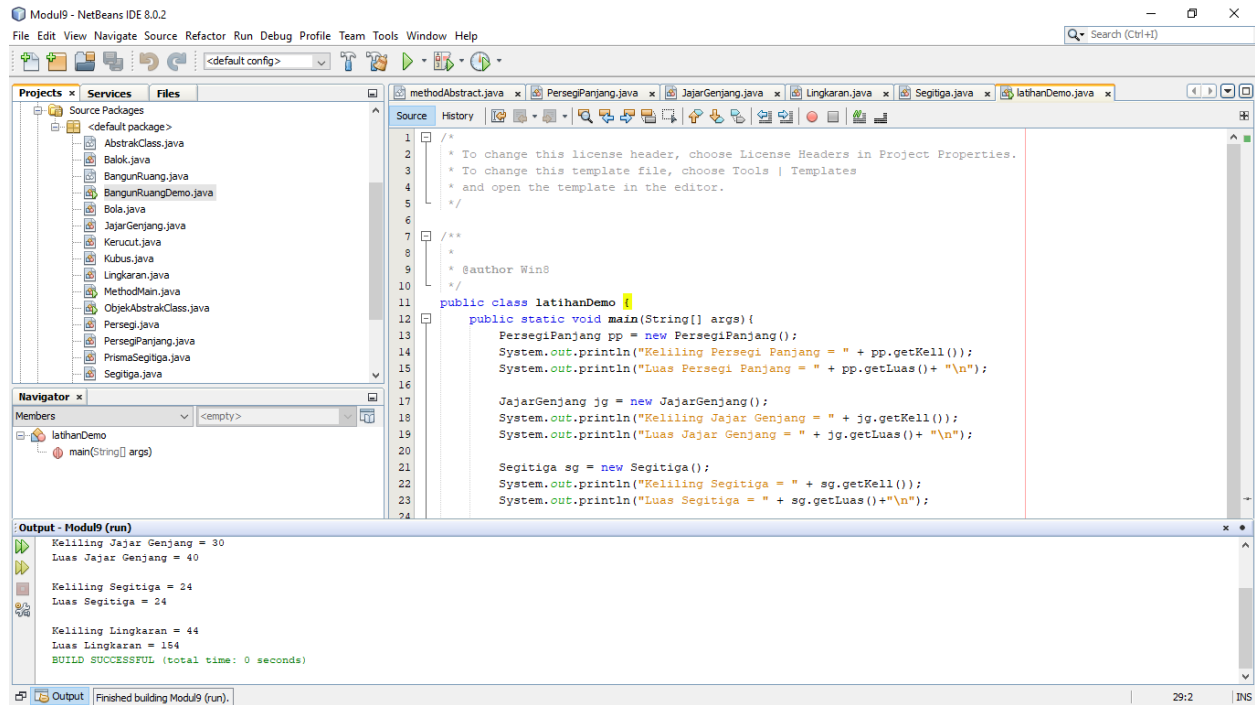 Modul9 - NetBeans IDE 8.0.2
File Edit View Navigate Source Refactor Run Debug Profile Team Tools Window Help
Search (Ctrl+I)
<default config>
Projects Services Files
Source Packages
<default package>
AbstrakClass.java
Balok.java
BangunRuang.java
BangunRuangDemo.java
Bola.java
JajarGenjang.java
Kerucut.java
Kubus.java
Lingkaran.java
MethodMain.java
ObjekAbstrakClass.java
Persegi.java
PersegiPanjang.java
PrismaSegitiga.java
Segitiga.java
Navigator
Members <empty>
latihanDemo
main(String[] args)
methodAbstract.java PersegiPanjang.java JajarGenjang.java Lingkaran.java Segitiga.java latihanDemo.java
Source History
1 /*
2 * To change this license header, choose License Headers in Project Properties.
3 * To change this template file, choose Tools | Templates
4 * and open the template in the editor.
5 */
6
7 /**
8 *
9 * @author Win8
10 */
11 public class latihanDemo {
12 public static void main(String[] args){
13 PersegiPanjang pp = new PersegiPanjang();
14 System.out.println("Keliling Persegi Panjang = " + pp.getKell());
15 System.out.println("Luas Persegi Panjang = " + pp.getLuas()+ "\n");
16
17 JajarGenjang jg = new JajarGenjang();
18 System.out.println("Keliling Jajar Genjang = " + jg.getKell());
19 System.out.println("Luas Jajar Genjang = " + jg.getLuas()+ "\n");
20
21 Segitiga sg = new Segitiga();
22 System.out.println("Keliling Segitiga = " + sg.getKell());
23 System.out.println("Luas Segitiga = " + sg.getLuas()+"\n");
24
Output - Modul9 (run)
Keliling Jajar Genjang = 30
Luas Jajar Genjang = 40
Keliling Segitiga = 24
Luas Segitiga = 24
Keliling Lingkaran = 44
Luas Lingkaran = 154
BUILD SUCCESSFUL (total time: 0 seconds)
Output Finished building Modul9 (run).
29:2 INS